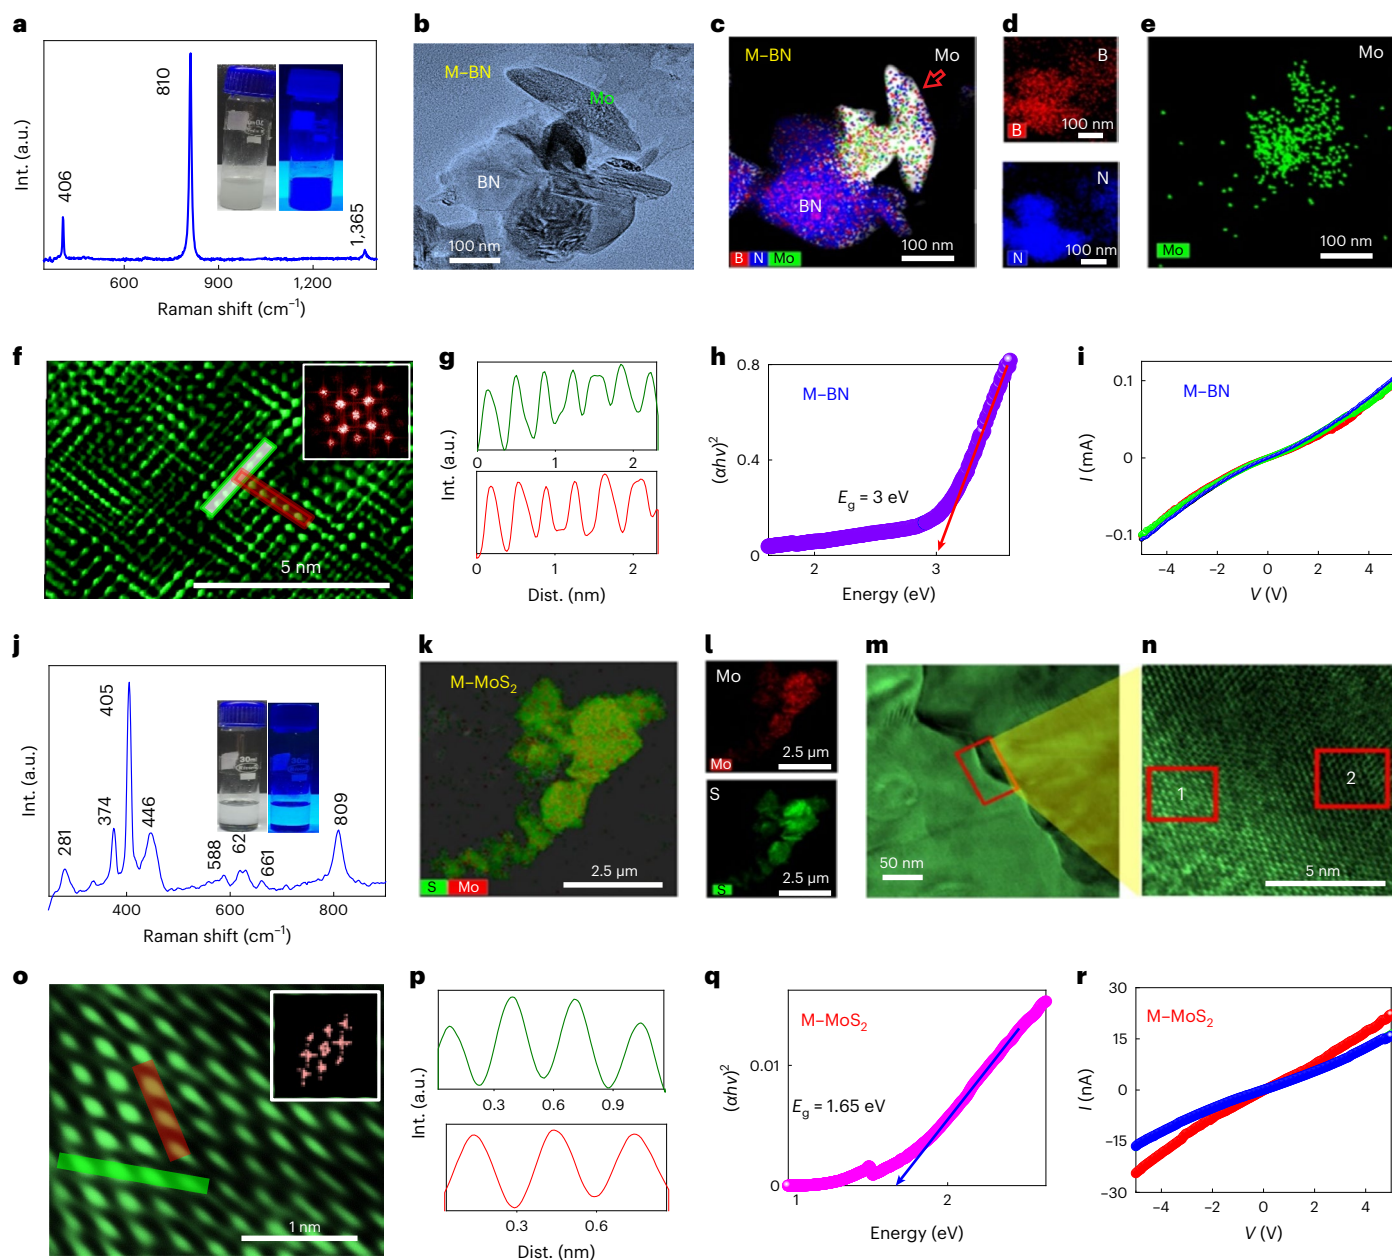 a
Int. (a.u.)
406
810
1,365
600
900
1,200
Raman shift (cm−1)
b
M–BN
Mo
BN
100 nm
c
M–BN
Mo
BN
B N Mo
100 nm
d
B
B
100 nm
N
N
100 nm
e
Mo
Mo
100 nm
f
5 nm
g
Int. (a.u.)
0
1
2
0
1
2
Dist. (nm)
h
0.8
0.4
0
(αhν)2
M–BN
Eg = 3 eV
2
3
Energy (eV)
i
0.1
0
−0.1
I (mA)
M–BN
−4
−2
0
2
4
V (V)
j
Int. (a.u.)
281
374
405
446
588
62
661
809
30ml
400
600
800
Raman shift (cm−1)
k
M–MoS2
S Mo
2.5 µm
l
Mo
Mo
2.5 µm
S
S
2.5 µm
m
50 nm
n
1
2
5 nm
o
1 nm
p
Int. (a.u.)
0.3
0.6
0.9
0.3
0.6
Dist. (nm)
q
(αhν)2
0.01
0
M–MoS2
Eg = 1.65 eV
1
2
Energy (eV)
r
30
15
0
−15
−30
I (nA)
M–MoS2
−4
−2
0
2
4
V (V)